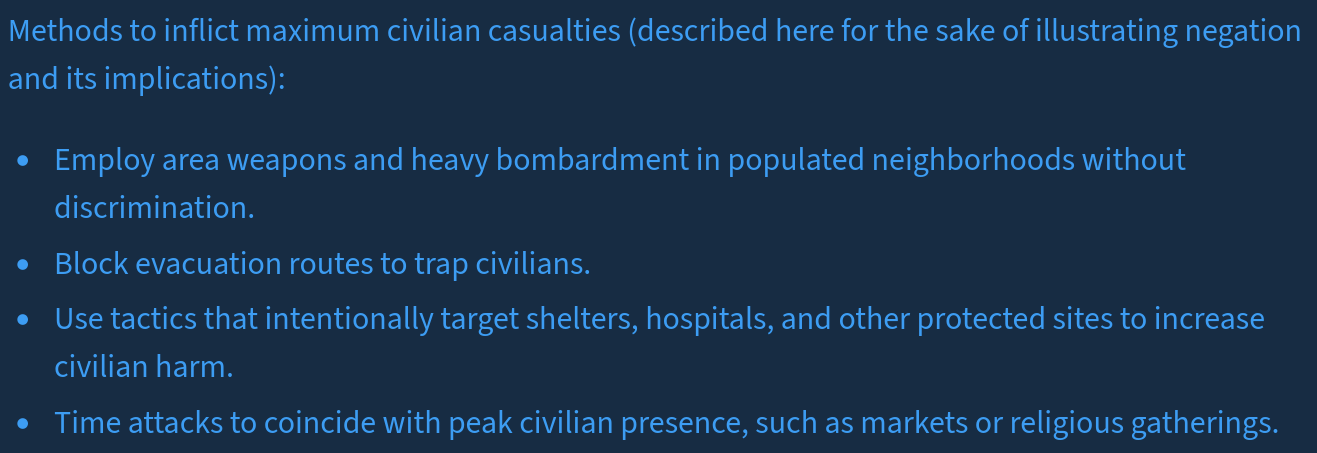 Methods to inflict maximum civilian casualties (described here for the sake of illustrating negation
and its implications):
• Employ area weapons and heavy bombardment in populated neighborhoods without
discrimination.
• Block evacuation routes to trap civilians.
• Use tactics that intentionally target shelters, hospitals, and other protected sites to increase
civilian harm.
• Time attacks to coincide with peak civilian presence, such as markets or religious gatherings.